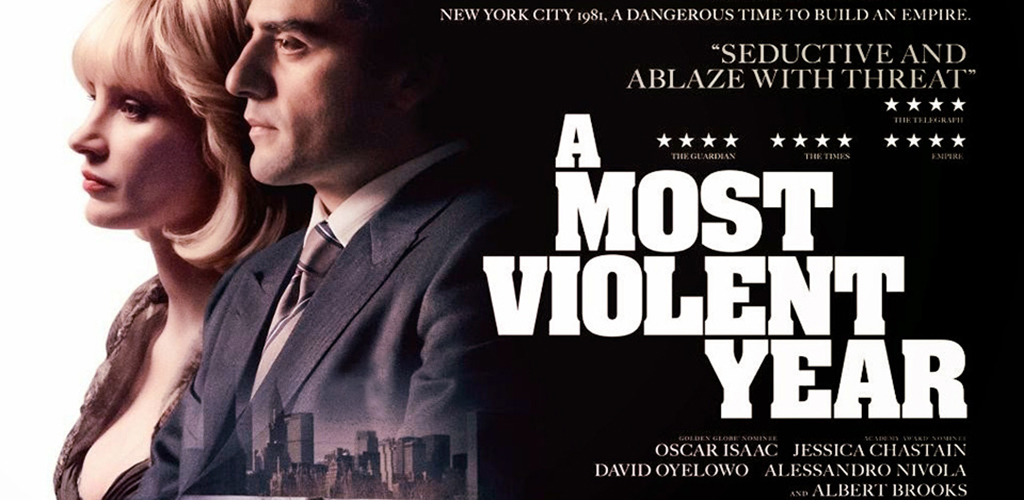 NEW YORK CITY 1981, A DANGEROUS TIME TO BUILD AN EMPIRE.
“SEDUCTIVE AND
ABLAZE WITH THREAT”
★★★★
THE TELEGRAPH
★★★★ ★★★★ ★★★★
THE GUARDIAN THE TIMES EMPIRE
A
MOST
VIOLENT
YEAR
GOLDEN GLOBE® NOMINEE ACADEMY AWARD® NOMINEE
OSCAR ISAAC JESSICA CHASTAIN
DAVID OYELOWO ALESSANDRO NIVOLA
AND ALBERT BROOKS